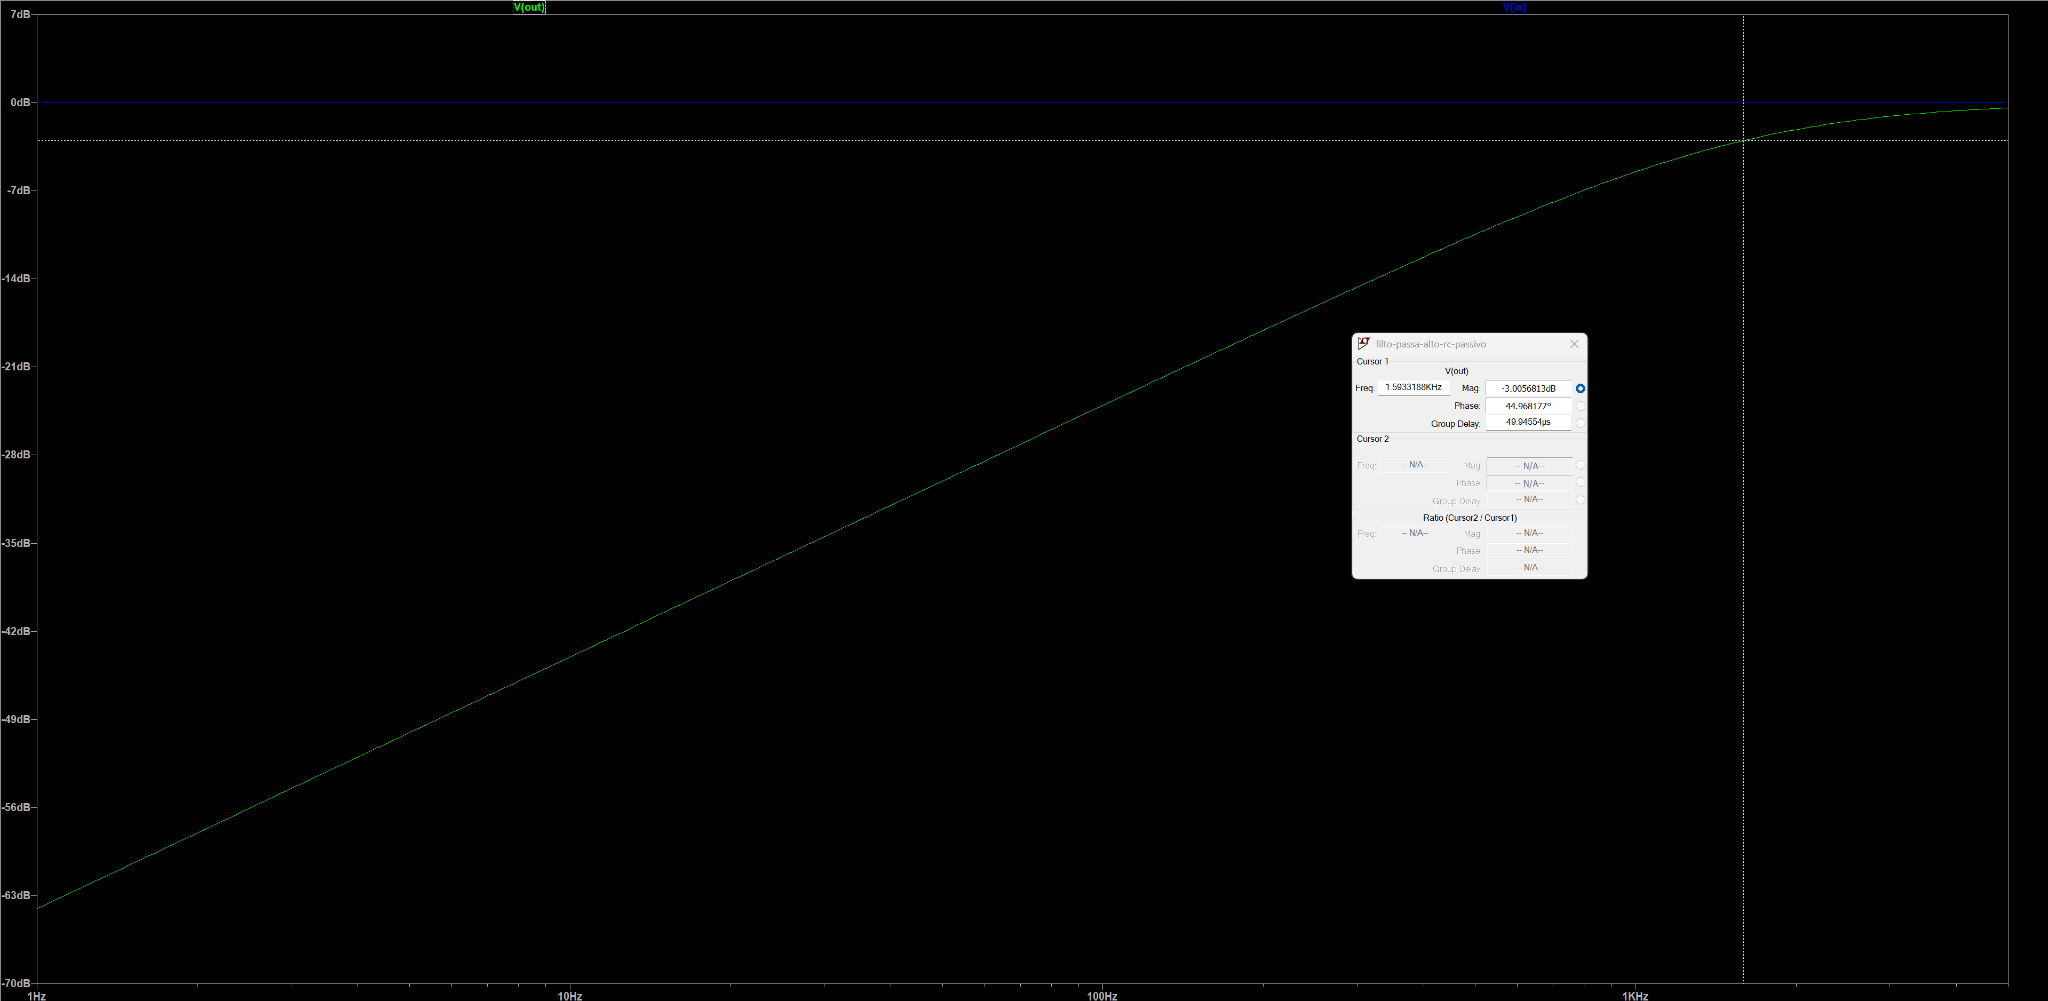 V(out)
V(in)
7dB
0dB
-7dB
-14dB
-21dB
-28dB
-35dB
-42dB
-49dB
-56dB
-63dB
-70dB
1Hz
10Hz
100Hz
1KHz
filto-passa-alto-rc-passivo
Cursor 1
V(out)
Freq: 1.5933188KHz Mag: -3.0056813dB
Phase: 44.968177°
Group Delay: 49.94554µs
Cursor 2
Freq: -- N/A-- Mag: -- N/A--
Phase: -- N/A--
Group Delay: -- N/A--
Ratio (Cursor2 / Cursor1)
Freq: -- N/A-- Mag: -- N/A--
Phase: -- N/A--
Group Delay: -- N/A--